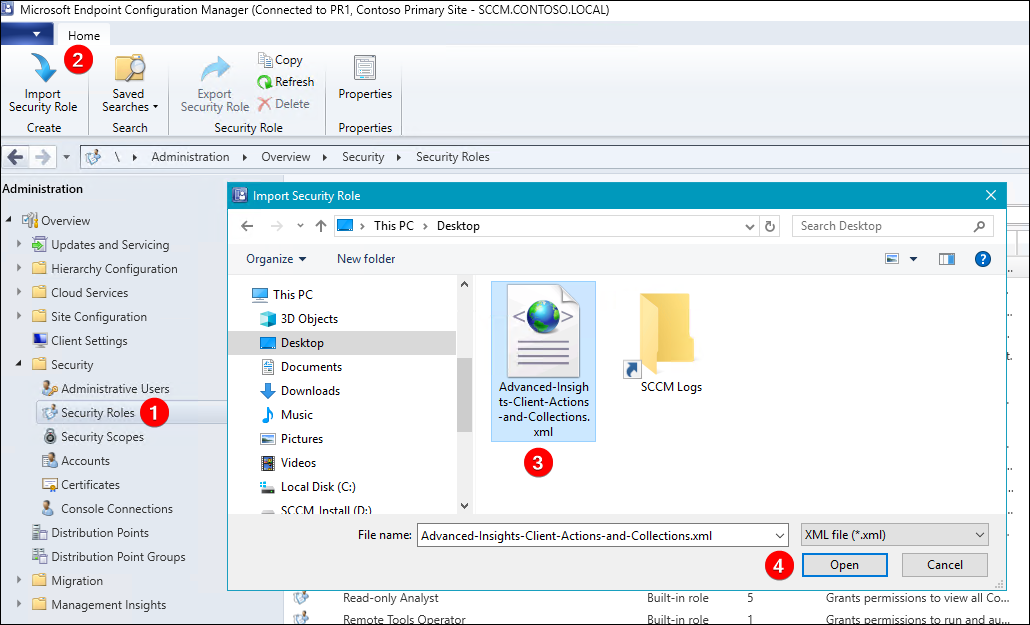 Microsoft Endpoint Configuration Manager (Connected to PR1, Contoso Primary Site - SCCM.CONTOSO.LOCAL)
Home
2
Import
Security Role
Saved
Searches
Export
Security Role
Copy
Refresh
Delete
Properties
Create
Search
Security Role
Properties
\ Administration Overview Security Security Roles
Administration
Overview
Updates and Servicing
Hierarchy Configuration
Cloud Services
Site Configuration
Client Settings
Security
Administrative Users
Security Roles
1
Security Scopes
Accounts
Certificates
Console Connections
Distribution Points
Distribution Point Groups
Migration
Management Insights
Import Security Role
This PC > Desktop
Search Desktop
Organize
New folder
?
This PC
3D Objects
Desktop
Documents
Downloads
Music
Pictures
Videos
Local Disk (C:)
SCCM_Install (D:)
Advanced-Insigh
ts-Client-Actions
-and-Collections.
xml
3
SCCM Logs
File name: Advanced-Insights-Client-Actions-and-Collections.xml
XML file (*.xml)
4
Open
Cancel
Read-only Analyst Built-in role 5 Grants permissions to view all Co...
Remote Tools Operator Built-in role 1 Grants permissions to run and au...